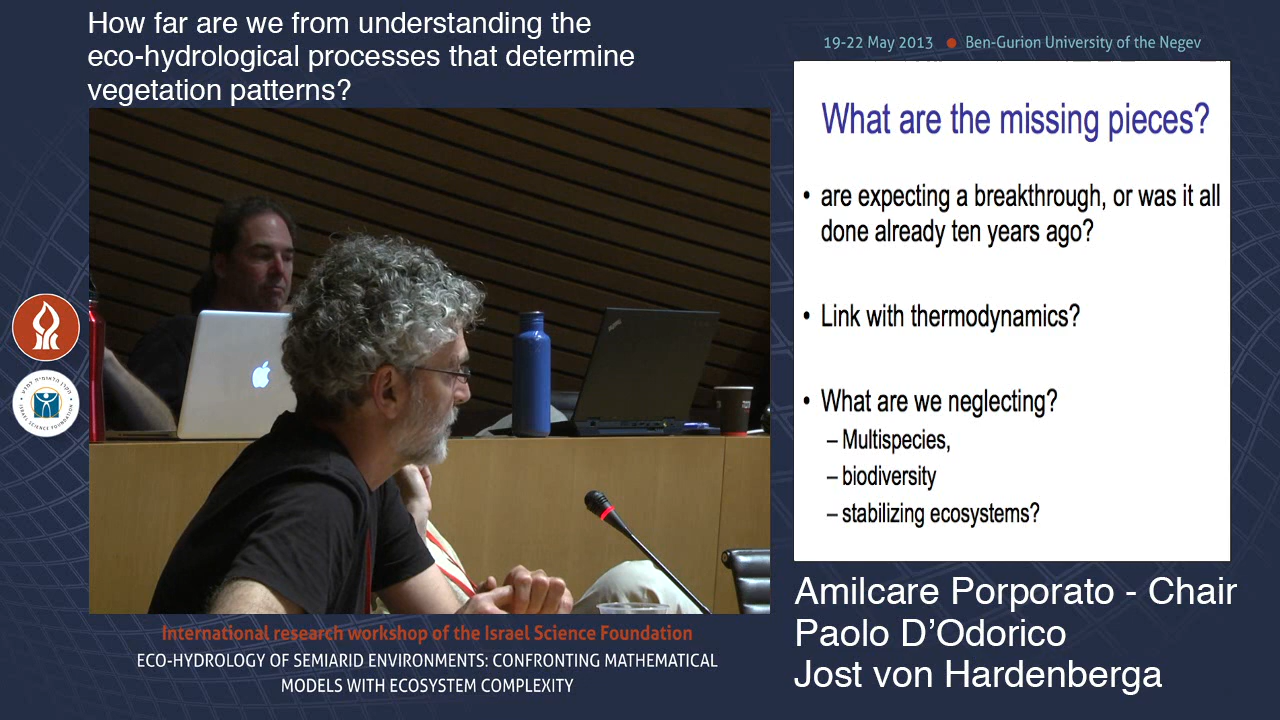 How far are we from understanding the
eco-hydrological processes that determine
vegetation patterns?
19-22 May 2013 ● Ben-Gurion University of the Negev
What are the missing pieces?
• are expecting a breakthrough, or was it all
done already ten years ago?
• Link with thermodynamics?
• What are we neglecting?
– Multispecies,
– biodiversity
– stabilizing ecosystems?
ISRAEL SCIENCE FOUNDATION
International research workshop of the Israel Science Foundation
ECO-HYDROLOGY OF SEMIARID ENVIRONMENTS: CONFRONTING MATHEMATICAL
MODELS WITH ECOSYSTEM COMPLEXITY
Amilcare Porporato - Chair
Paolo D’Odorico
Jost von Hardenberga